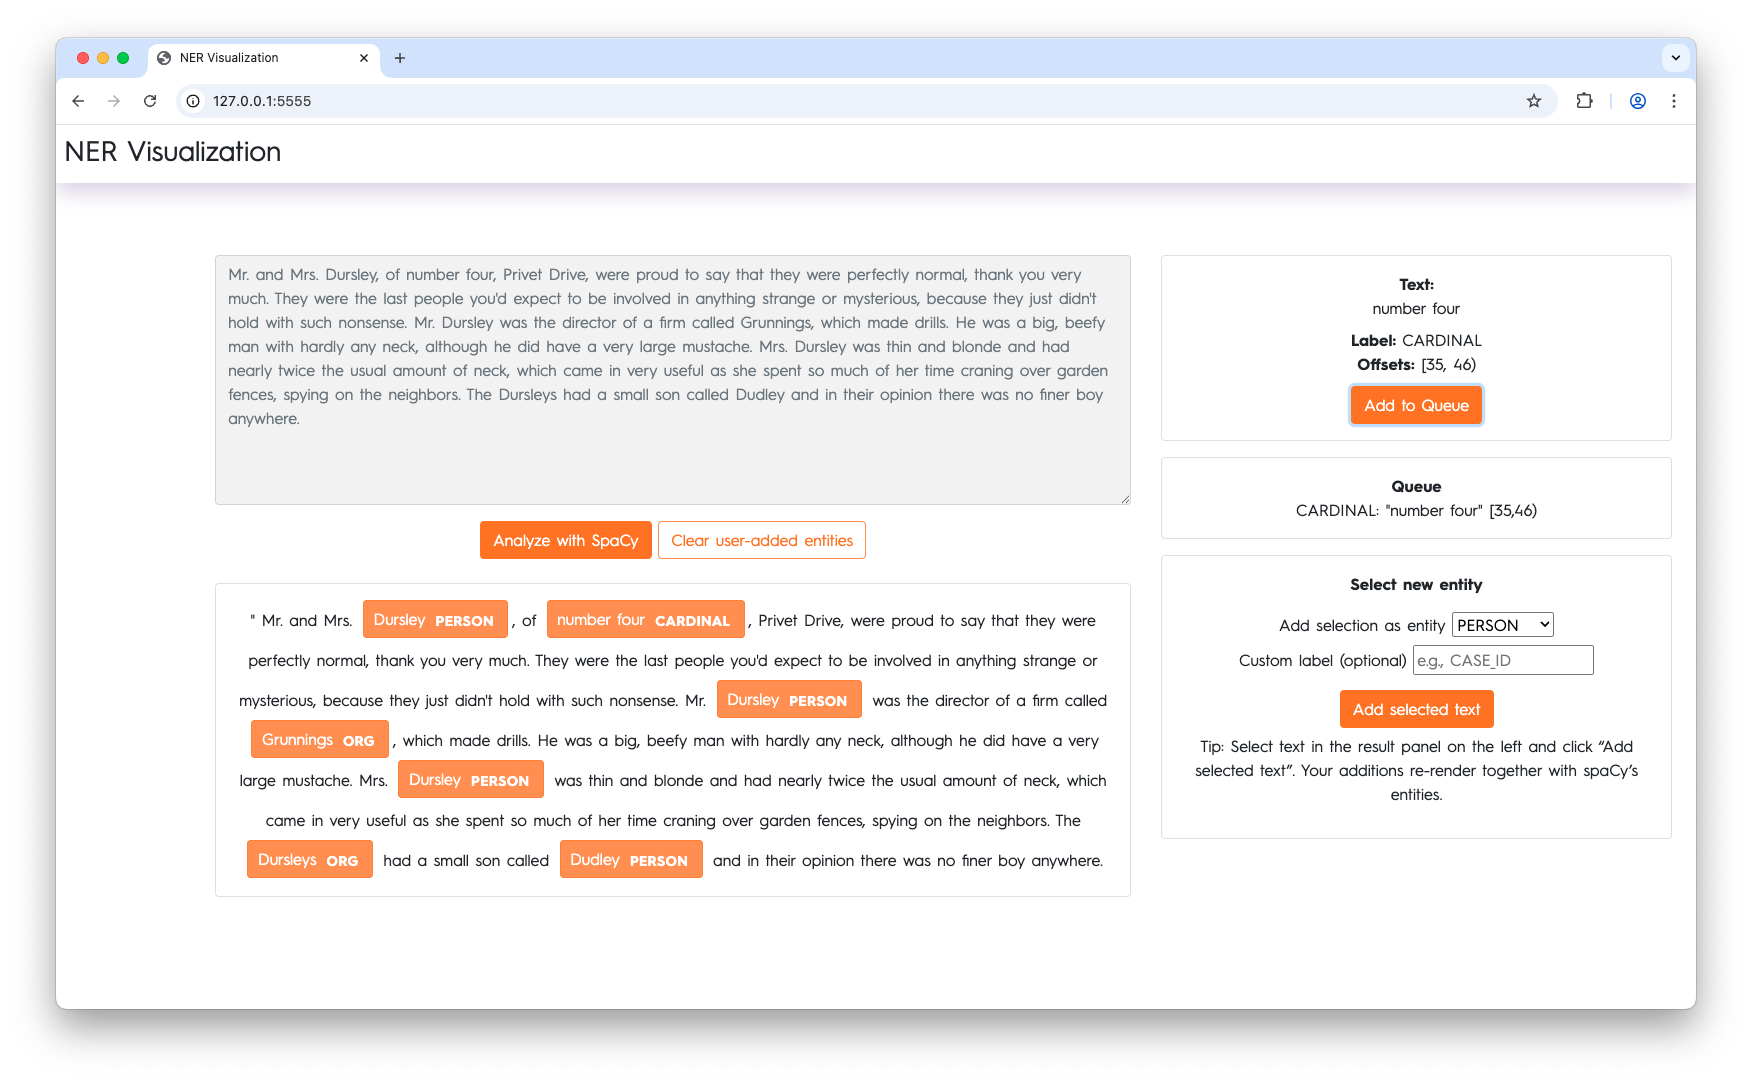 NER Visualization
127.0.0.1:5555
NER Visualization
Mr. and Mrs. Dursley, of number four, Privet Drive, were proud to say that they were perfectly normal, thank you very
much. They were the last people you'd expect to be involved in anything strange or mysterious, because they just didn't
hold with such nonsense. Mr. Dursley was the director of a firm called Grunnings, which made drills. He was a big, beefy
man with hardly any neck, although he did have a very large mustache. Mrs. Dursley was thin and blonde and had
nearly twice the usual amount of neck, which came in very useful as she spent so much of her time craning over garden
fences, spying on the neighbors. The Dursleys had a small son called Dudley and in their opinion there was no finer boy
anywhere.
Analyze with SpaCy
Clear user-added entities
" Mr. and Mrs. Dursley PERSON , of number four CARDINAL , Privet Drive, were proud to say that they were
perfectly normal, thank you very much. They were the last people you'd expect to be involved in anything strange or
mysterious, because they just didn't hold with such nonsense. Mr. Dursley PERSON was the director of a firm called
Grunnings ORG , which made drills. He was a big, beefy man with hardly any neck, although he did have a very
large mustache. Mrs. Dursley PERSON was thin and blonde and had nearly twice the usual amount of neck, which
came in very useful as she spent so much of her time craning over garden fences, spying on the neighbors. The
Dursleys ORG had a small son called Dudley PERSON and in their opinion there was no finer boy anywhere.
Text:
number four
Label: CARDINAL
Offsets: [35, 46)
Add to Queue
Queue
CARDINAL: "number four" [35,46)
Select new entity
Add selection as entity PERSON
Custom label (optional) e.g., CASE_ID
Add selected text
Tip: Select text in the result panel on the left and click “Add
selected text”. Your additions re-render together with spaCy’s
entities.